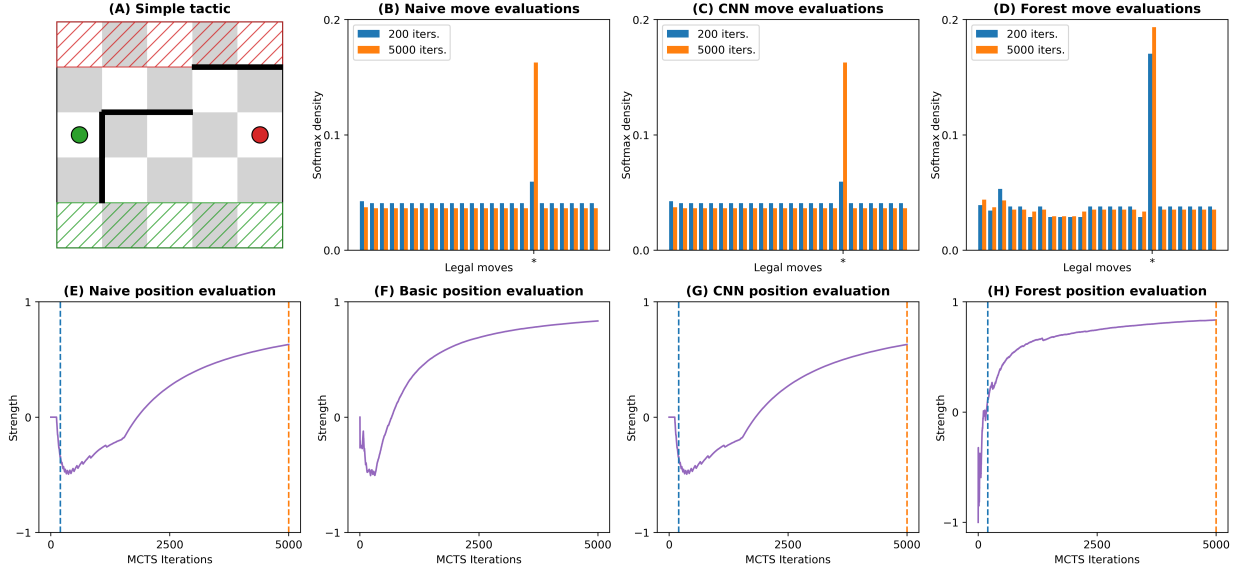 (A) Simple tactic
(B) Naive move evaluations
Softmax density
0.2
0.1
0.0
200 iters.
5000 iters.
*
Legal moves
(C) CNN move evaluations
Softmax density
0.2
0.1
0.0
200 iters.
5000 iters.
*
Legal moves
(D) Forest move evaluations
Softmax density
0.2
0.1
0.0
200 iters.
5000 iters.
*
Legal moves
(E) Naive position evaluation
Strength
1
0
−1
0
2500
5000
MCTS Iterations
(F) Basic position evaluation
Strength
1
0
−1
0
2500
5000
MCTS Iterations
(G) CNN position evaluation
Strength
1
0
−1
0
2500
5000
MCTS Iterations
(H) Forest position evaluation
Strength
1
0
−1
0
2500
5000
MCTS Iterations